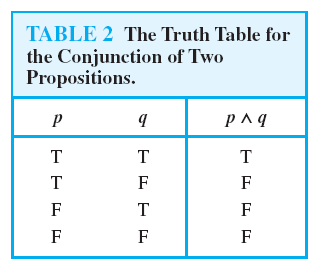 TABLE 2 The Truth Table for
the Conjunction of Two
Propositions.
p q p ∧ q
T T T
T F F
F T F
F F F